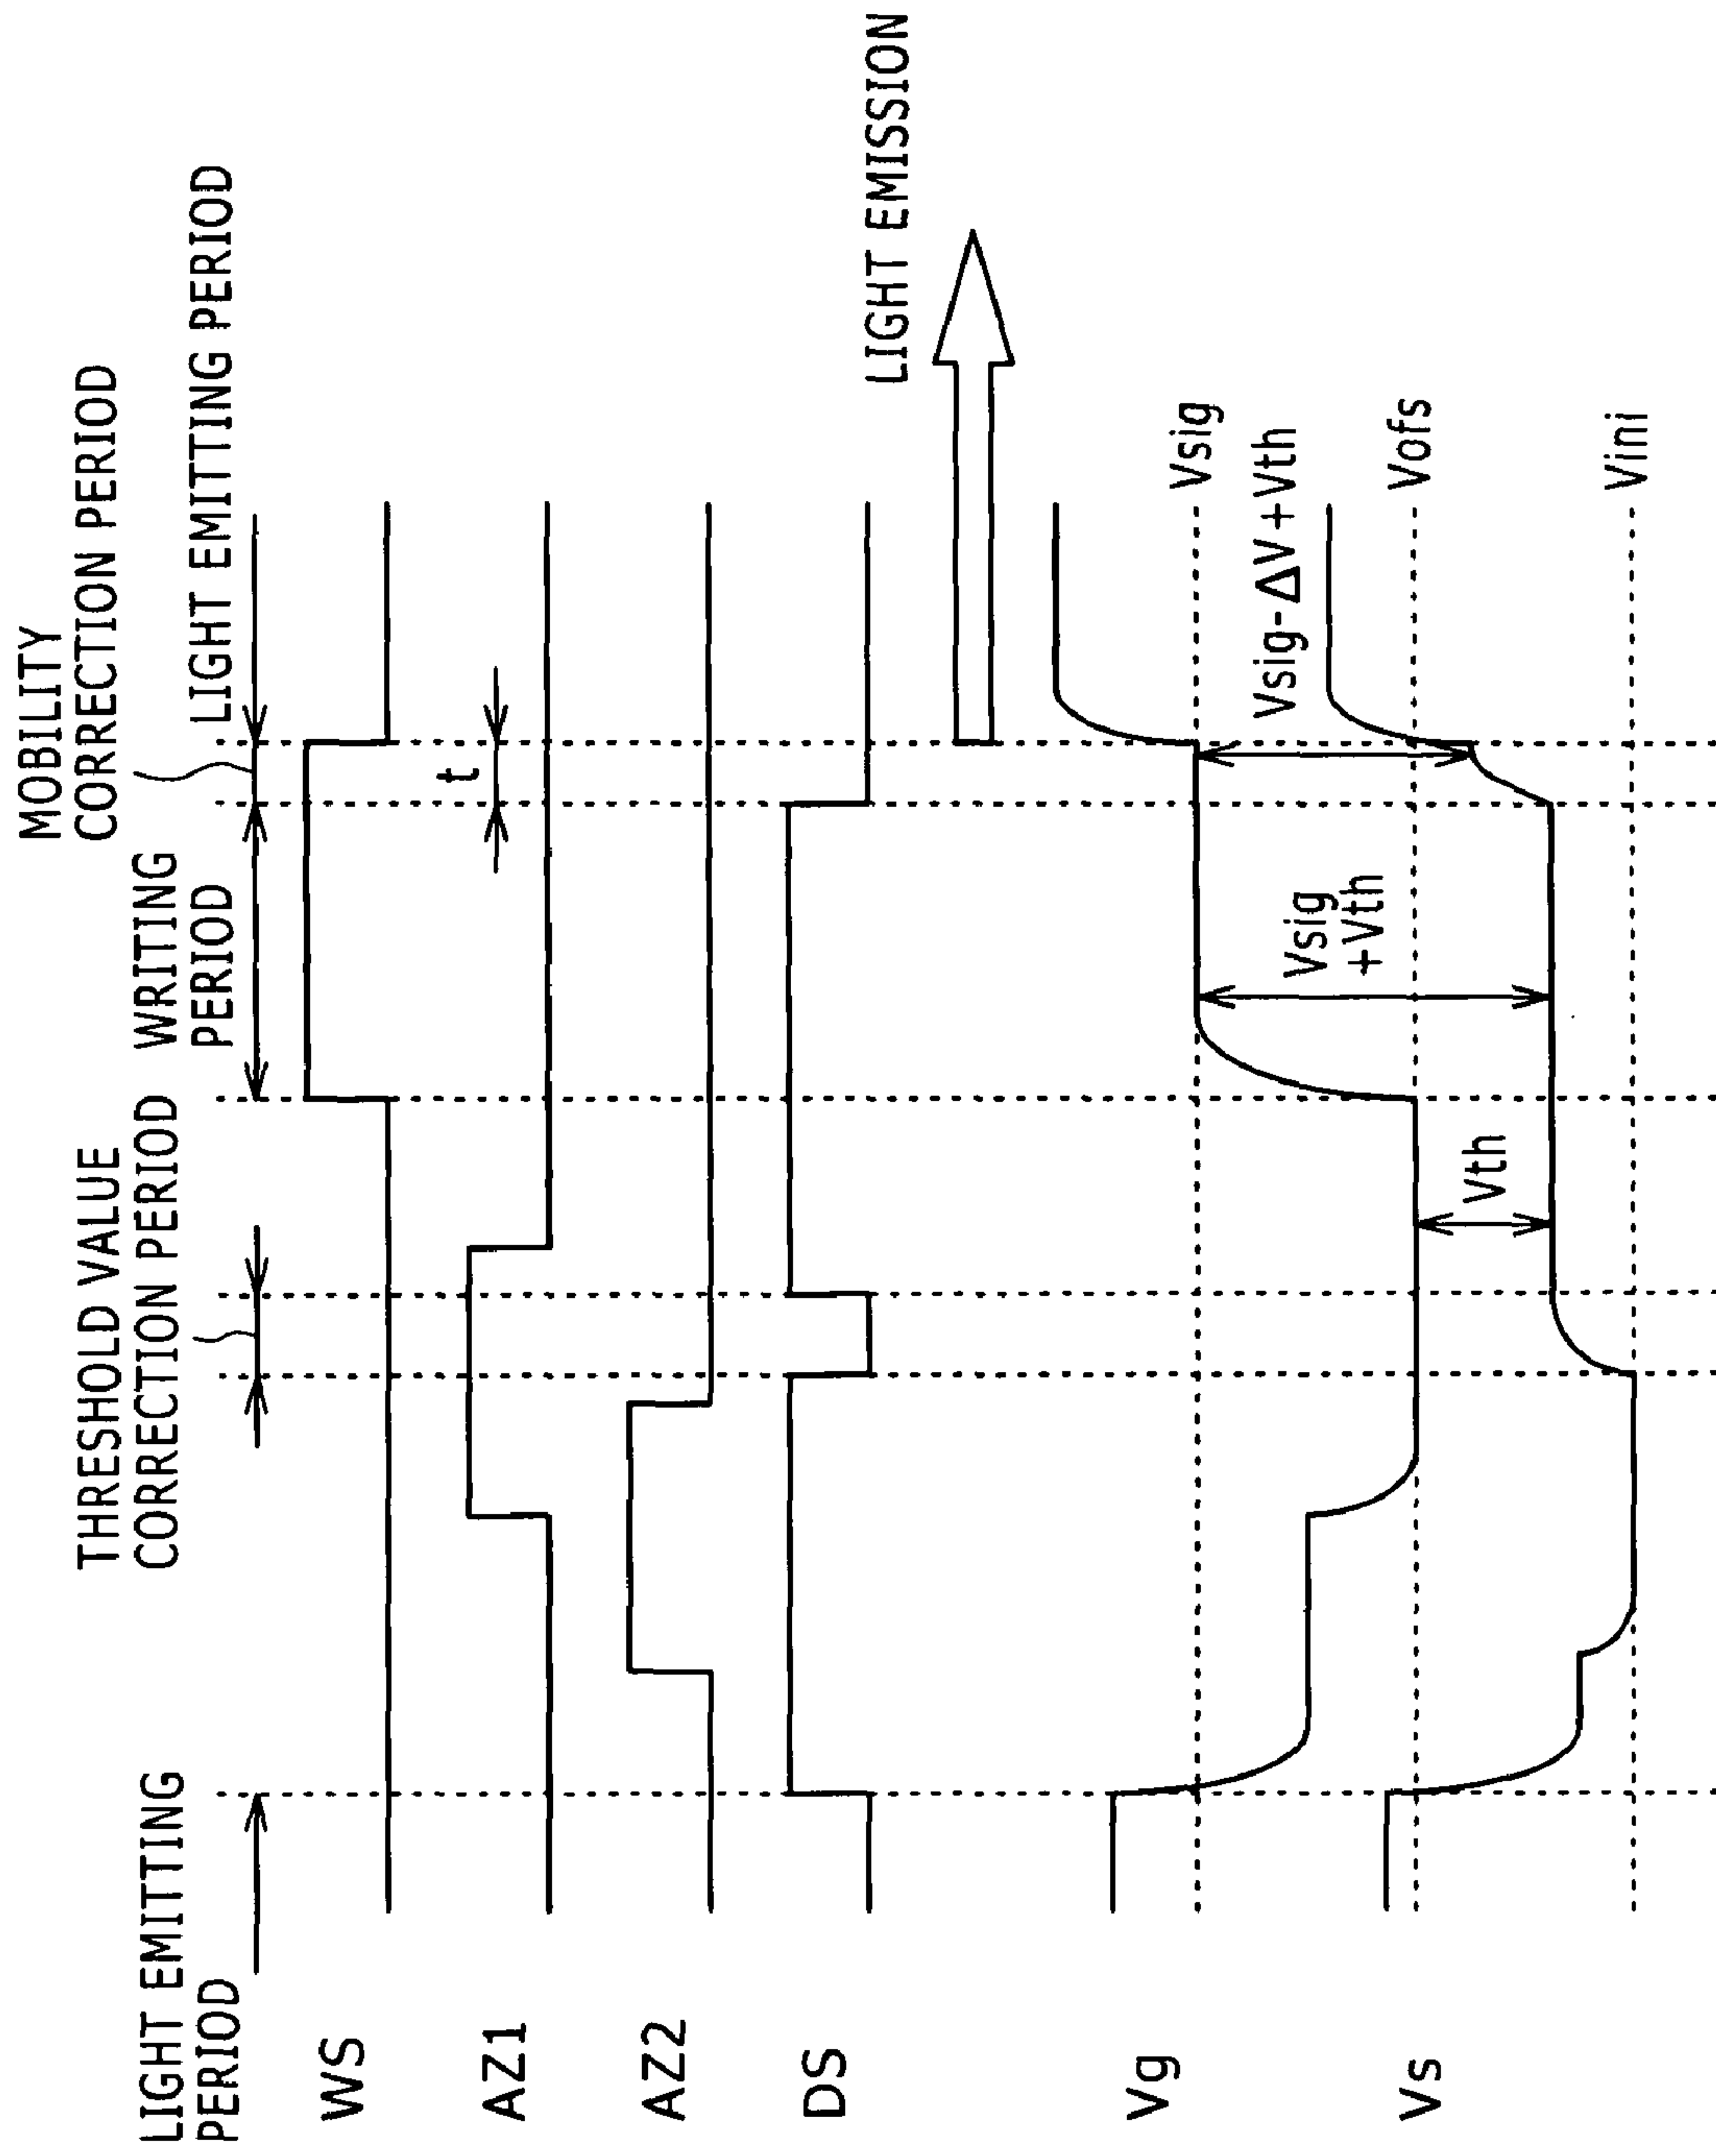 LIGHT EMITTING
PERIOD
THRESHOLD VALUE
CORRECTION PERIOD
WRITING
PERIOD
MOBILITY
CORRECTION PERIOD
LIGHT EMITTING PERIOD
WS
AZ1
t
AZ2
DS
LIGHT EMISSION
Vg
Vsig
Vsig
+Vth
Vsig-ΔV+Vth
Vs
Vth
Vofs
Vini